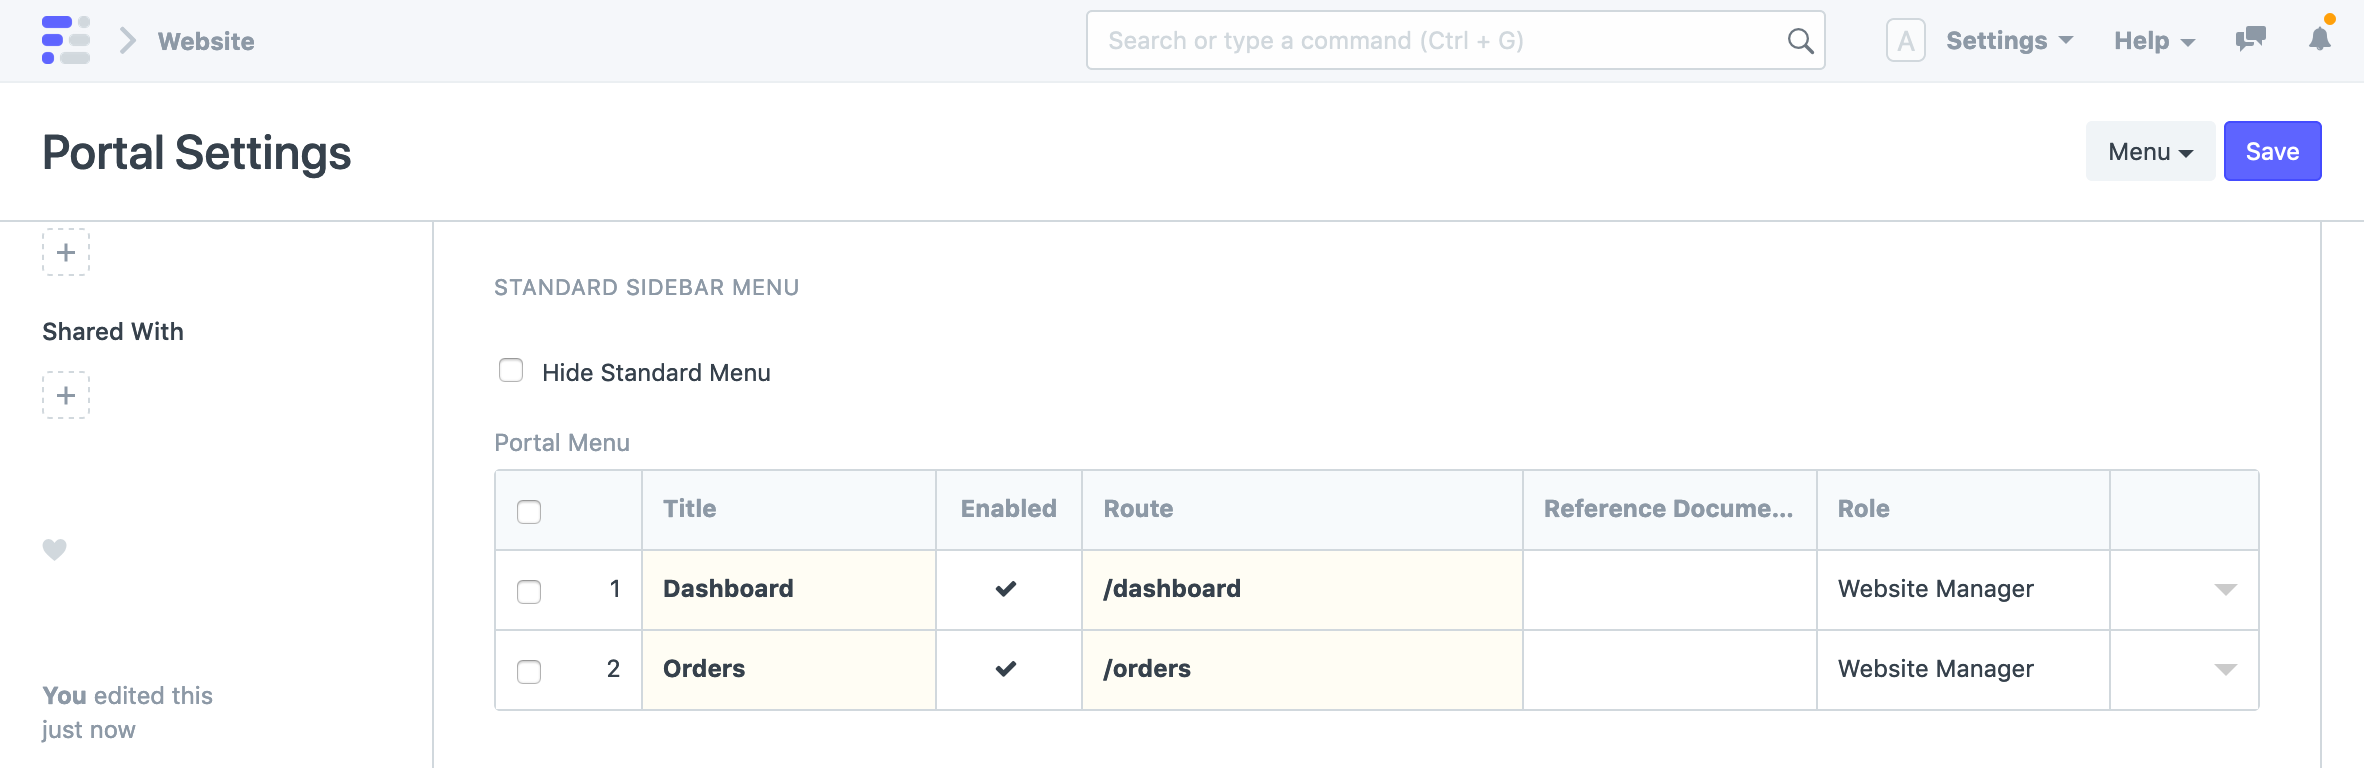 Website
Search or type a command (Ctrl + G)
A
Settings
Help
Portal Settings
Menu
Save
Shared With
You edited this
just now
STANDARD SIDEBAR MENU
Hide Standard Menu
Portal Menu
Title Enabled Route Reference Docume... Role
1 Dashboard /dashboard Website Manager
2 Orders /orders Website Manager